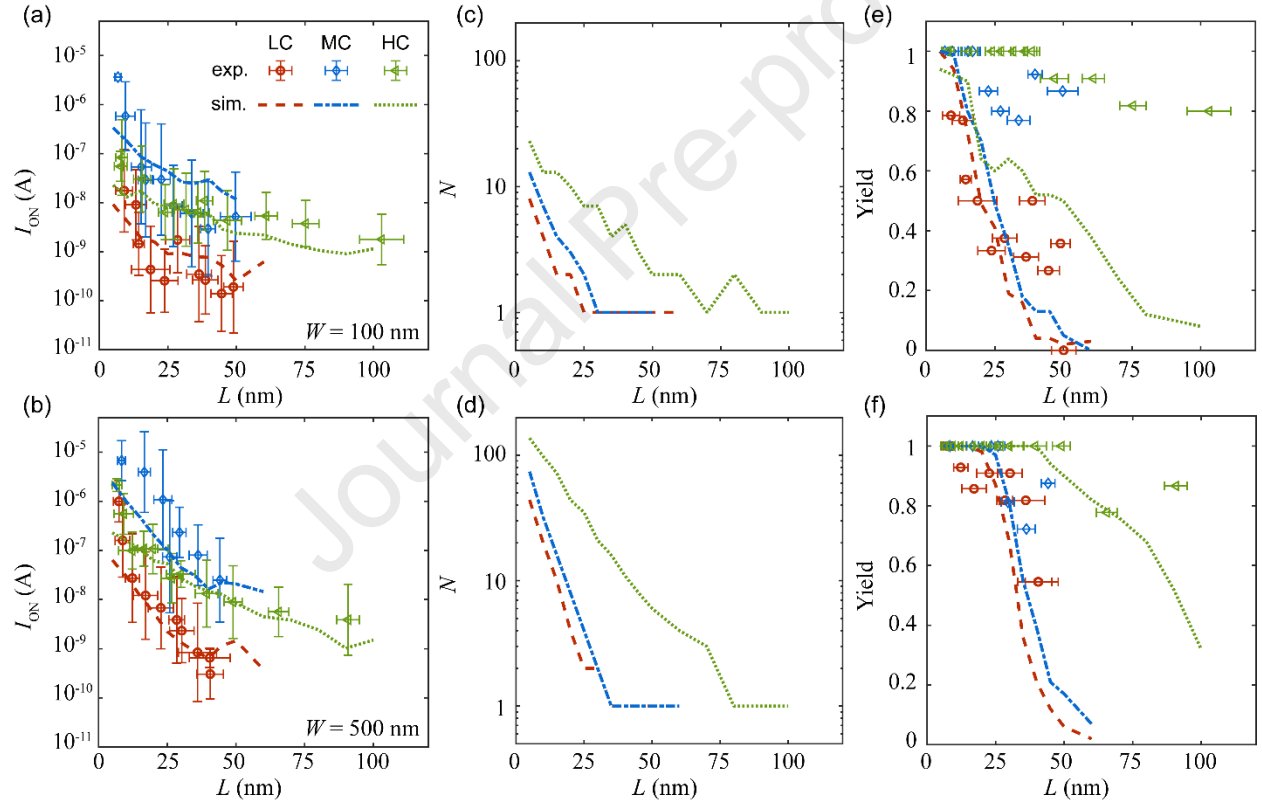 (a)
LC MC HC
exp.
sim.
10⁻⁵
10⁻⁶
10⁻⁷
10⁻⁸
10⁻⁹
10⁻¹⁰
10⁻¹¹
I_ON (A)
W = 100 nm
0 25 50 75 100
L (nm)
(c)
100
10
1
N
0 25 50 75 100
L (nm)
(e)
1
0.8
0.6
0.4
0.2
0
Yield
0 25 50 75 100
L (nm)
(b)
10⁻⁵
10⁻⁶
10⁻⁷
10⁻⁸
10⁻⁹
10⁻¹⁰
10⁻¹¹
I_ON (A)
W = 500 nm
0 25 50 75 100
L (nm)
(d)
100
10
1
N
0 25 50 75 100
L (nm)
(f)
1
0.8
0.6
0.4
0.2
0
Yield
0 25 50 75 100
L (nm)
Journal Pre-pro